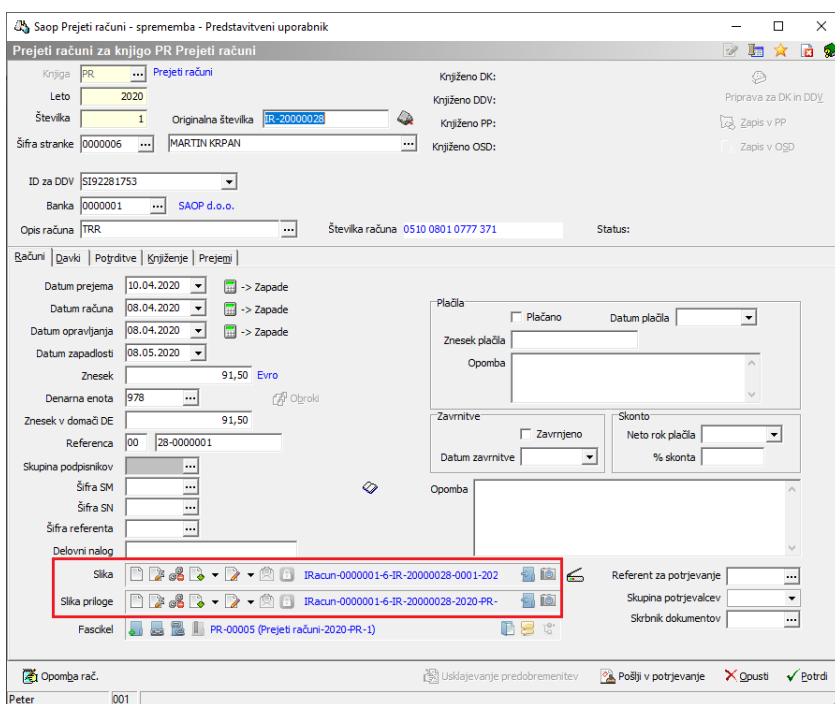 Saop Prejeti računi - sprememba - Predstavitveni uporabnik
Prejeti računi za knjigo PR Prejeti računi
Knjiga PR ... Prejeti računi Knjiženo DK:
Leto 2020 Knjiženo DDV: Priprava za DK in DDV
Številka 1 Originalna številka IR-20000028 Knjiženo PP: Zapis v PP
Šifra stranke 0000006 ... MARTIN KRPAN ... Knjiženo OSD: Zapis v OSD
ID za DDV SI92281753
Banka 0000001 ... SAOP d.o.o.
Opis računa TRR ... Številka računa 0510 0801 0777 371 Status:
Računi Davki Potrditve Knjiženje Prejemi
Datum prejema 10.04.2020 -> Zapade
Datum računa 08.04.2020 -> Zapade
Datum opravljanja 08.04.2020 -> Zapade
Datum zapadlosti 08.05.2020
Znesek 91,50 Evro
Denarna enota 978 ... Obroki
Znesek v domači DE 91,50
Referenca 00 28-0000001
Skupina podpisnikov ...
Šifra SM ...
Šifra SN ...
Šifra referenta ...
Delovni nalog
Plačila
Plačano Datum plačila
Znesek plačila
Opomba
Zavrnitve
Zavrnjeno
Datum zavrnitve
Skonto
Neto rok plačila
% skonta
Opomba
Slika IRacun-0000001-6-IR-20000028-0001-202
Slika priloge IRacun-0000001-6-IR-20000028-2020-PR-
Fascikel PR-00005 (Prejeti računi-2020-PR-1)
Referent za potrjevanje ...
Skupina potrjevalcev
Skrbnik dokumentov ...
Opomba rač. Usklajevanje predobremenitev Pošlji v potrjevanje Opusti Potrdi
Peter 001